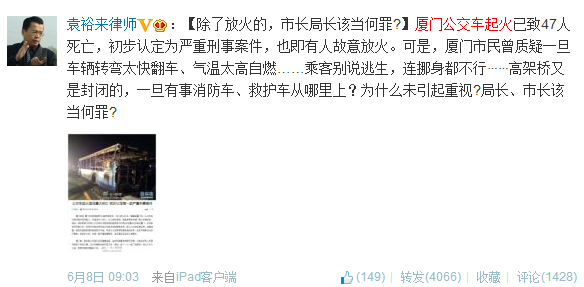 袁裕来律师V：【除了放火的，市长局长该当何罪?】厦门公交车起火已致47人
死亡，初步认定为严重刑事案件，也即有人故意放火。可是，厦门市民曾质疑一旦
车辆转弯太快翻车、气温太高自燃……乘客别说逃生，连挪身都不行……高架桥又
是封闭的，一旦有事消防车、救护车从哪里上？为什么未引起重视?局长、市长该
当何罪?
6月8日 09:03 来自iPad客户端 (149) | 转发(4066) | 收藏 | 评论(1428)